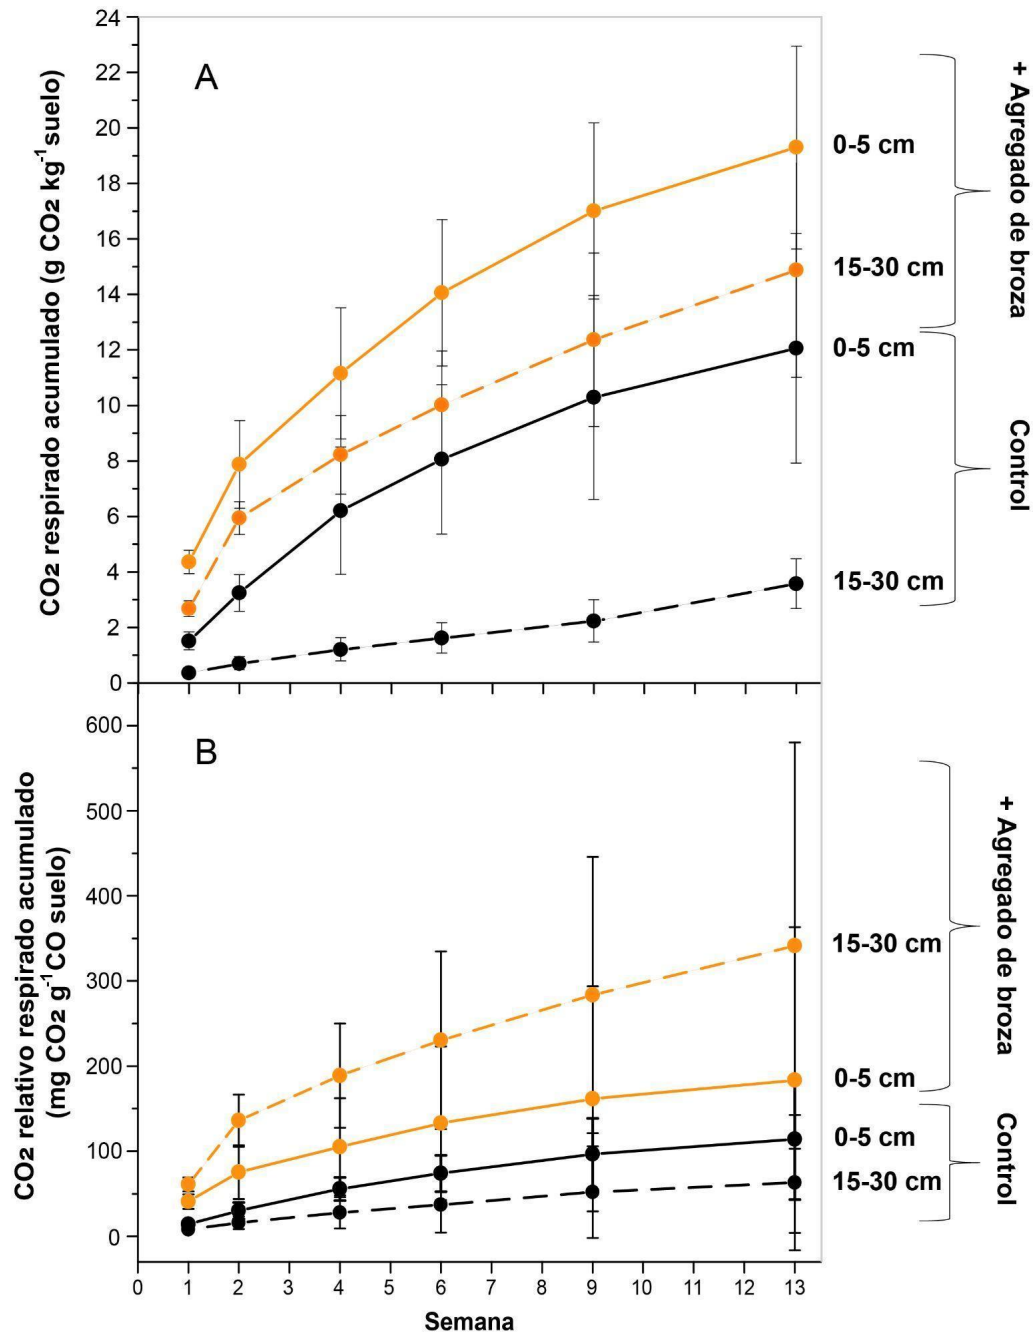 A
CO2 respirado acumulado (g CO2 kg⁻¹ suelo)
24
22
20
18
16
14
12
10
8
6
4
2
0
0-5 cm
15-30 cm
0-5 cm
15-30 cm
+ Agregado de broza
Control
B
CO2 relativo respirado acumulado
(mg CO2 g⁻¹CO suelo)
600
500
400
300
200
100
0
15-30 cm
0-5 cm
0-5 cm
15-30 cm
+ Agregado de broza
Control
0 1 2 3 4 5 6 7 8 9 10 11 12 13
Semana